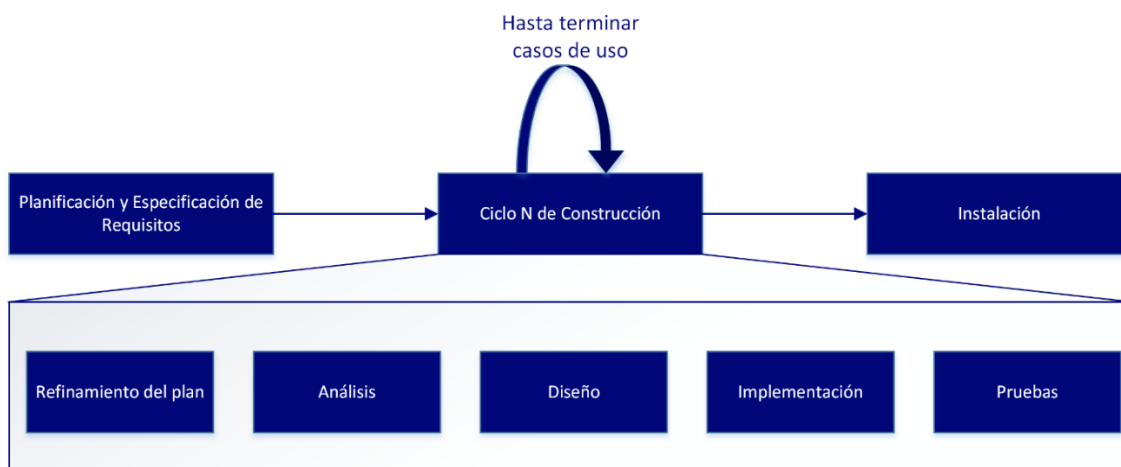 Hasta terminar
casos de uso
Planificación y Especificación de
Requisitos
Ciclo N de Construcción
Instalación
Refinamiento del plan
Análisis
Diseño
Implementación
Pruebas